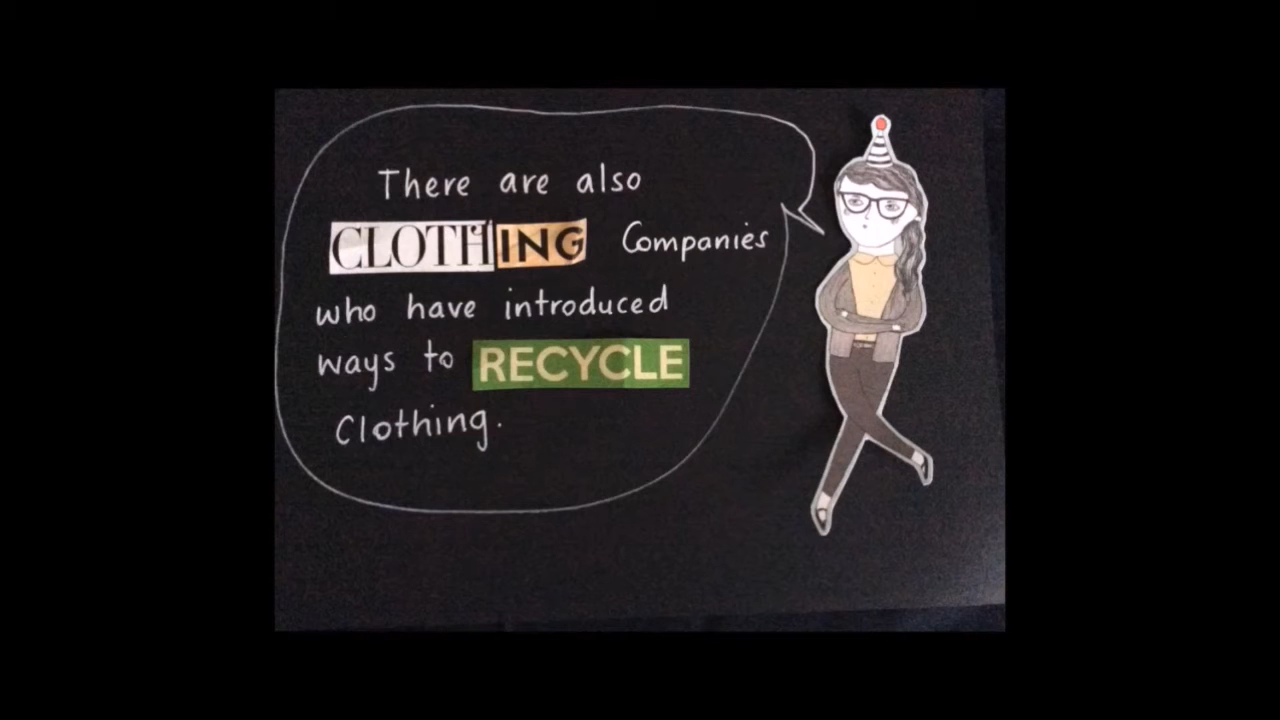 There are also
CLOTHING Companies
who have introduced
ways to RECYCLE
Clothing.